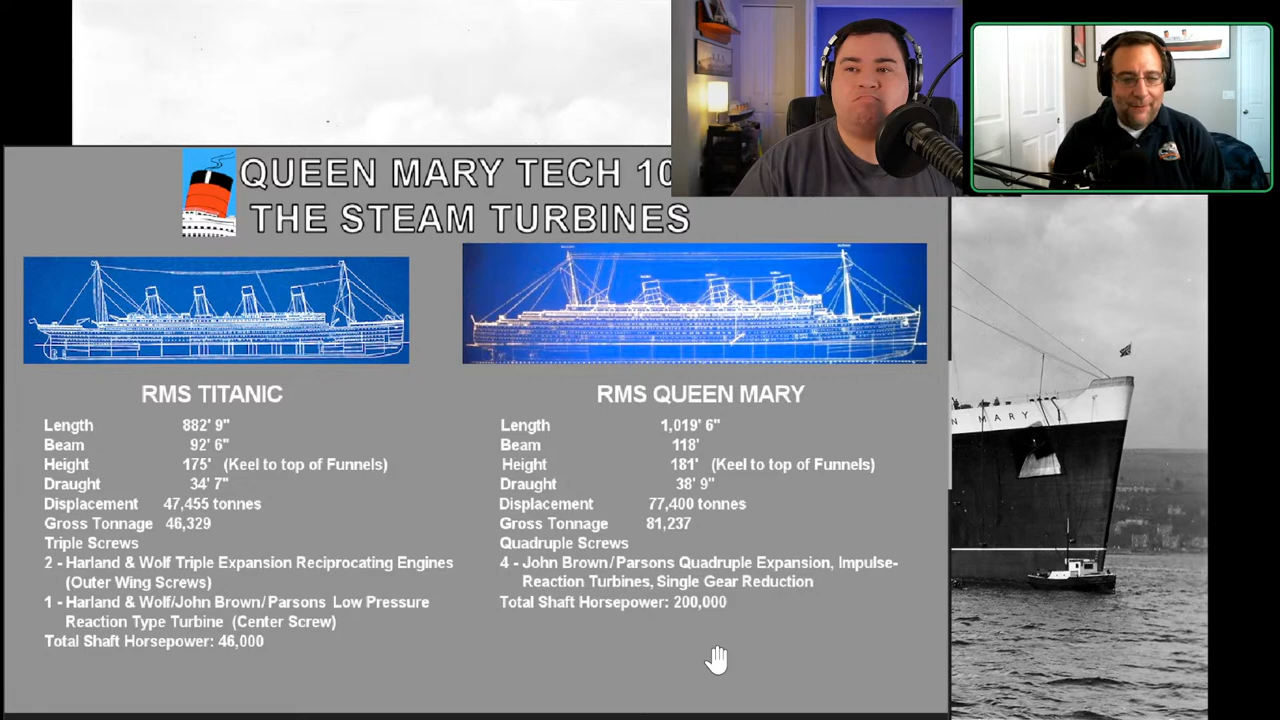 QUEEN MARY TECH 10
THE STEAM TURBINES
RMS TITANIC
Length 882' 9"
Beam 92' 6"
Height 175' (Keel to top of Funnels)
Draught 34' 7"
Displacement 47,455 tonnes
Gross Tonnage 46,329
Triple Screws
2 - Harland & Wolf Triple Expansion Reciprocating Engines
(Outer Wing Screws)
1 - Harland & Wolf/John Brown/Parsons Low Pressure
Reaction Type Turbine (Center Screw)
Total Shaft Horsepower: 46,000
RMS QUEEN MARY
Length 1,019' 6"
Beam 118'
Height 181' (Keel to top of Funnels)
Draught 38' 9"
Displacement 77,400 tonnes
Gross Tonnage 81,237
Quadruple Screws
4 - John Brown/Parsons Quadruple Expansion, Impulse-
Reaction Turbines, Single Gear Reduction
Total Shaft Horsepower: 200,000
N MARY